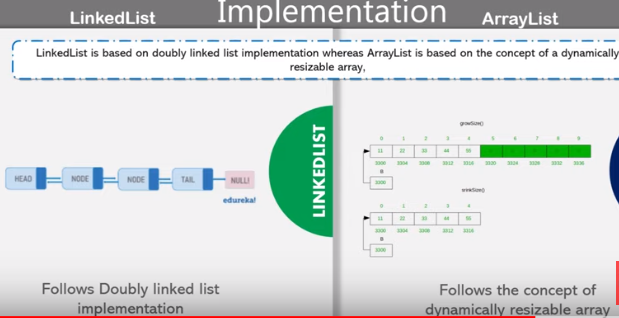 Implementation
LinkedList
ArrayList
LinkedList is based on doubly linked list implementation whereas ArrayList is based on the concept of a dynamically
resizable array,
HEAD NODE NODE TAIL NULL!
edureka!
LINKEDLIST
growSize()
0 1 2 3 4 5 6 7 8 9
11 22 33 44 55
3300 3304 3308 3312 3316 3320 3324 3328 3332 3336
B
3300
shrinkSize()
0 1 2 3 4
11 22 33 44 55
3300 3304 3308 3312 3316
B
3300
Follows Doubly linked list
implementation
Follows the concept of
dynamically resizable array